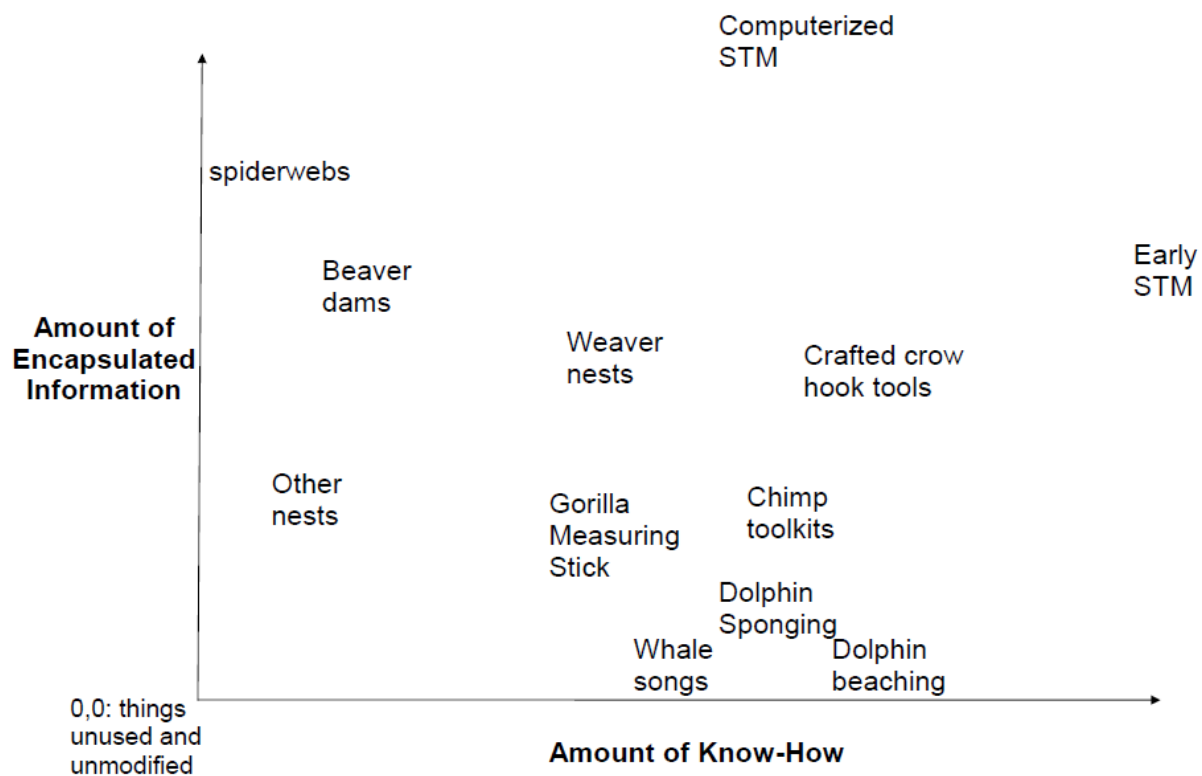 Computerized
STM
spiderwebs
Beaver
dams
Early
STM
Amount of
Encapsulated
Information
Weaver
nests
Crafted crow
hook tools
Other
nests
Gorilla
Measuring
Stick
Chimp
toolkits
Dolphin
Sponging
Whale
songs
Dolphin
beaching
0,0: things
unused and
unmodified
Amount of Know-How